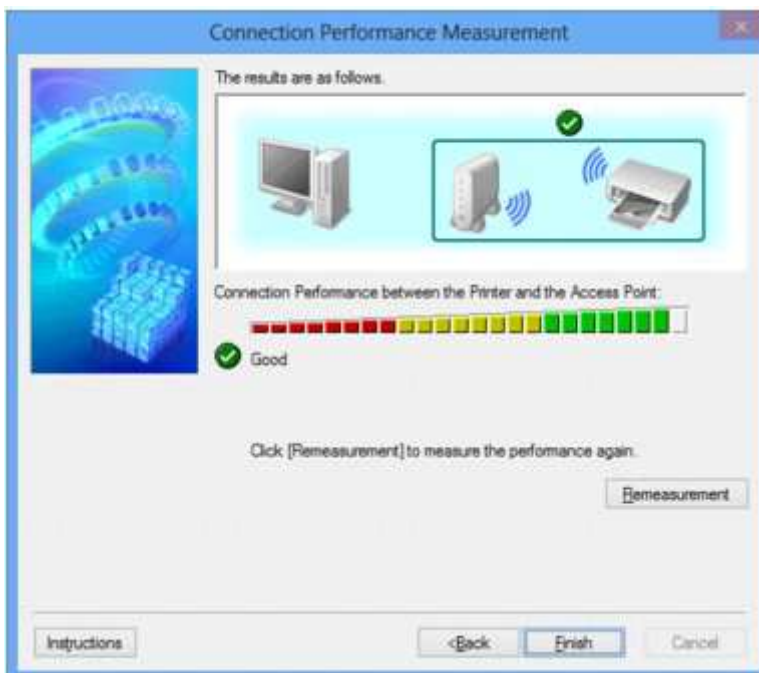 Connection Performance Measurement
The results are as follows.
Connection Performance between the Printer and the Access Point:
Good
Click [Remeasurement] to measure the performance again.
Remeasurement
Instructions
<Back
Finish
Cancel